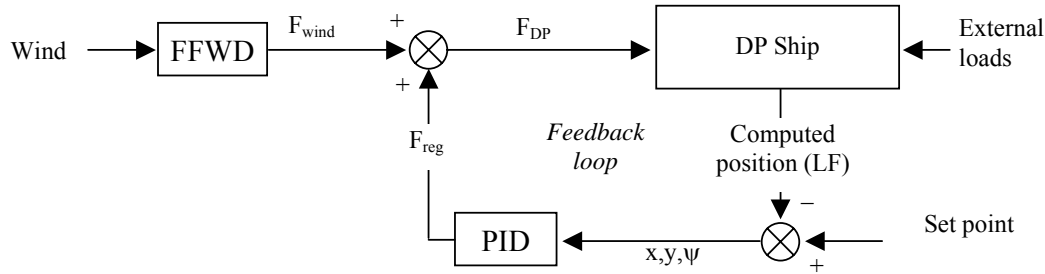 Wind
FFWD
F_wind
+
+
F_DP
DP Ship
External
loads
F_reg
Feedback
loop
Computed
position (LF)
−
PID
x,y,ψ
+
Set point